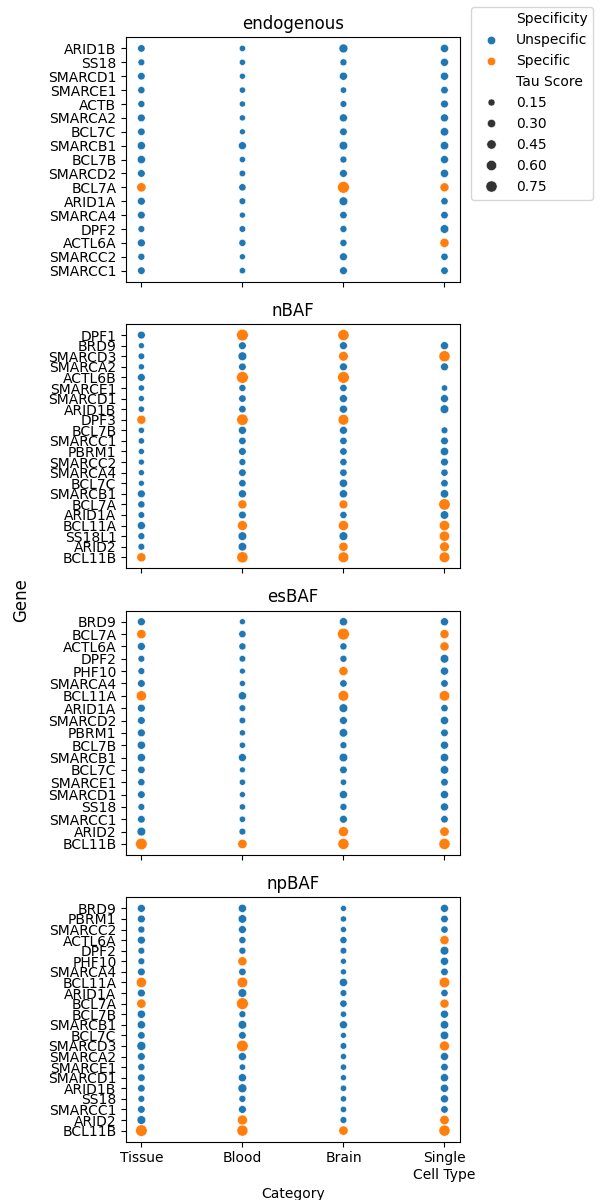 endogenous
ARID1B
SS18
SMARCD1
SMARCE1
ACTB
SMARCA2
BCL7C
SMARCB1
BCL7B
SMARCD2
BCL7A
ARID1A
SMARCA4
DPF2
ACTL6A
SMARCC2
SMARCC1
Specificity
Unspecific
Specific
Tau Score
0.15
0.30
0.45
0.60
0.75
nBAF
DPF1
BRD9
SMARCD3
SMARCA2
ACTL6B
SMARCE1
SMARCD1
ARID1B
DPF3
BCL7B
SMARCC1
PBRM1
SMARCC2
SMARCA4
BCL7C
SMARCB1
BCL7A
ARID1A
BCL11A
SS18L1
ARID2
BCL11B
Gene
esBAF
BRD9
BCL7A
ACTL6A
DPF2
PHF10
SMARCA4
BCL11A
ARID1A
SMARCD2
PBRM1
BCL7B
SMARCB1
BCL7C
SMARCE1
SMARCD1
SS18
SMARCC1
ARID2
BCL11B
npBAF
BRD9
PBRM1
SMARCC2
ACTL6A
DPF2
PHF10
SMARCA4
BCL11A
ARID1A
BCL7A
BCL7B
SMARCB1
BCL7C
SMARCD3
SMARCA2
SMARCE1
SMARCD1
ARID1B
SS18
SMARCC1
ARID2
BCL11B
Tissue
Blood
Brain
Single
Cell Type
Category